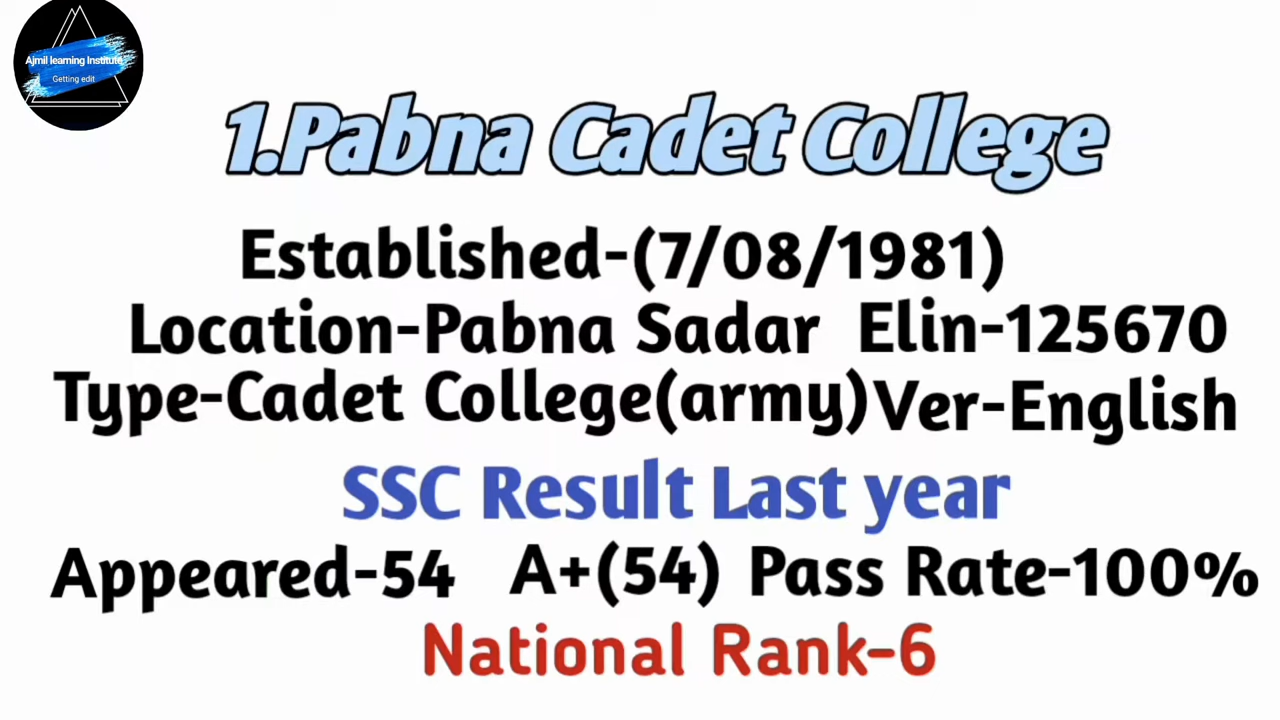 Ajmil learning Institute
Getting edit
1.Pabna Cadet College
Established-(7/08/1981)
Location-Pabna Sadar Elin-125670
Type-Cadet College(army) Ver-English
SSC Result Last year
Appeared-54 A+(54) Pass Rate-100%
National Rank-6